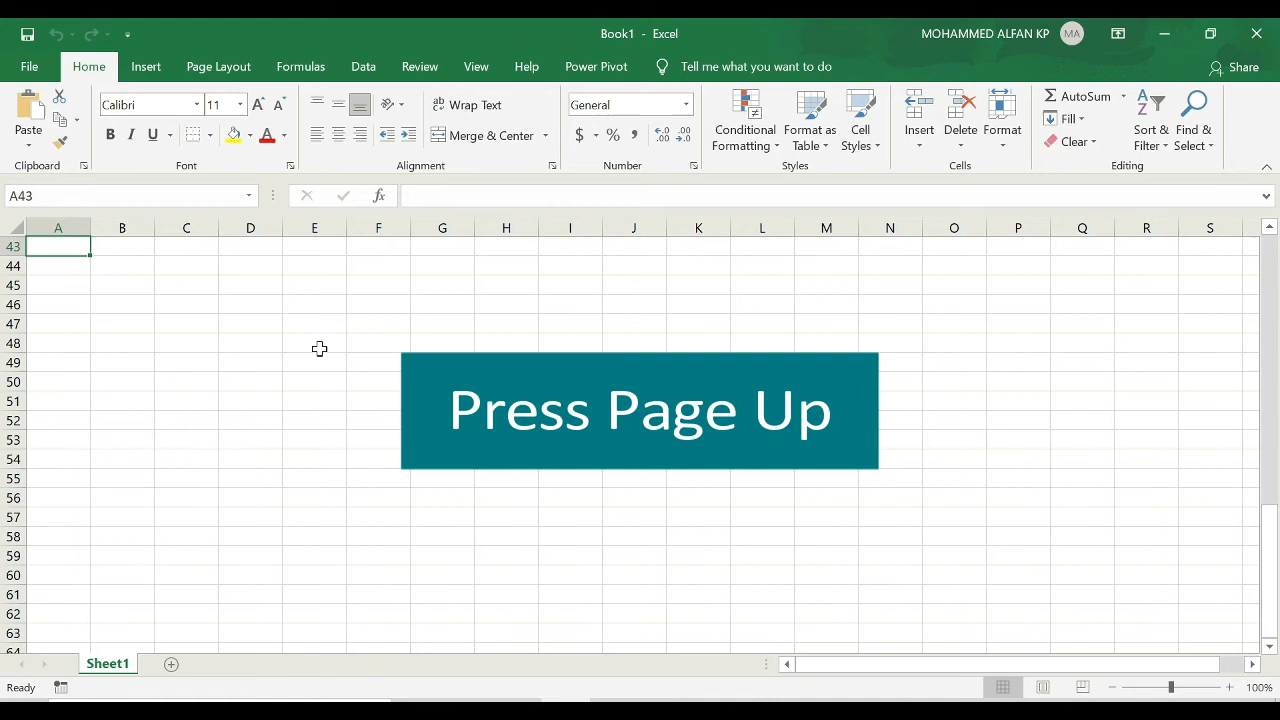 Book1 - Excel
MOHAMMED ALFAN KP
MA
File
Home
Insert
Page Layout
Formulas
Data
Review
View
Help
Power Pivot
Tell me what you want to do
Share
Paste
Clipboard
Calibri
11
B I U
Font
Wrap Text
Merge & Center
Alignment
General
$ % ,
Number
Conditional
Formatting
Format as
Table
Cell
Styles
Styles
Insert
Delete
Format
Cells
AutoSum
Fill
Clear
Sort &
Filter
Find &
Select
Editing
A43
fx
A B C D E F G H I J K L M N O P Q R S
43
44
45
46
47
48
49
50
51
52
53
54
55
56
57
58
59
60
61
62
63
64
Press Page Up
Sheet1
Ready
100%